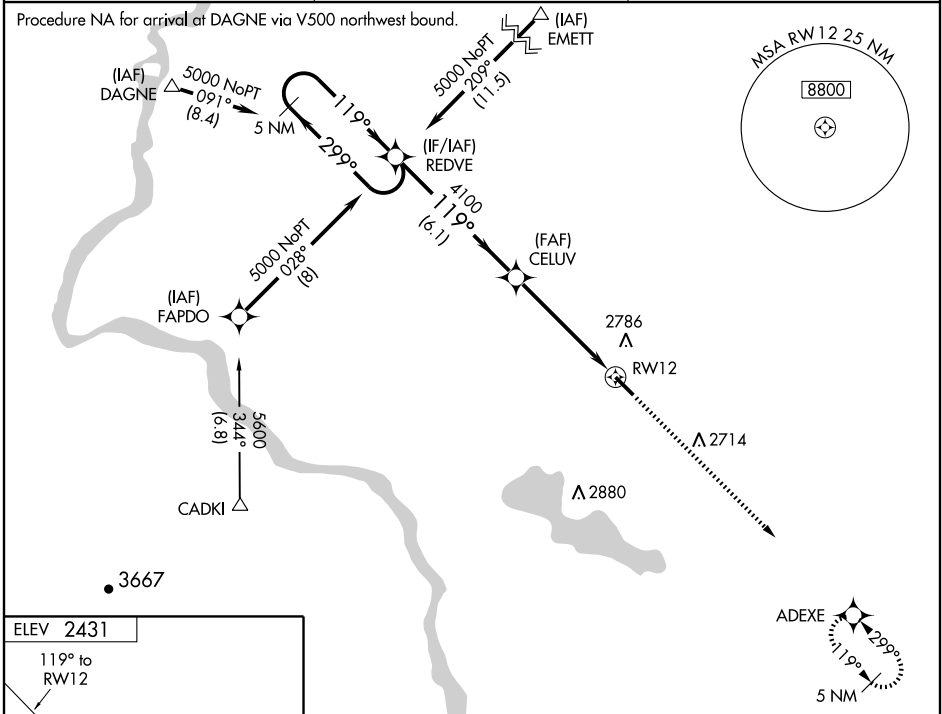 Procedure NA for arrival at DAGNE via V500 northwest bound.
(IAF)
EMETT
5000 NoPT
209°
(11.5)
(IAF)
DAGNE
5000 NoPT
091°
(8.4)
5 NM
119°
299°
(IF/IAF)
REDVE
MSA RW12 25 NM
8800
4100
119°
(6.1)
(FAF)
CELUV
5000 NoPT
028°
(8)
(IAF)
FAPDO
2786
RW12
5600
344°
(6.8)
2714
CADKI
2880
3667
ELEV 2431
119° to
RW12
ADEXE
299°
119°
5 NM